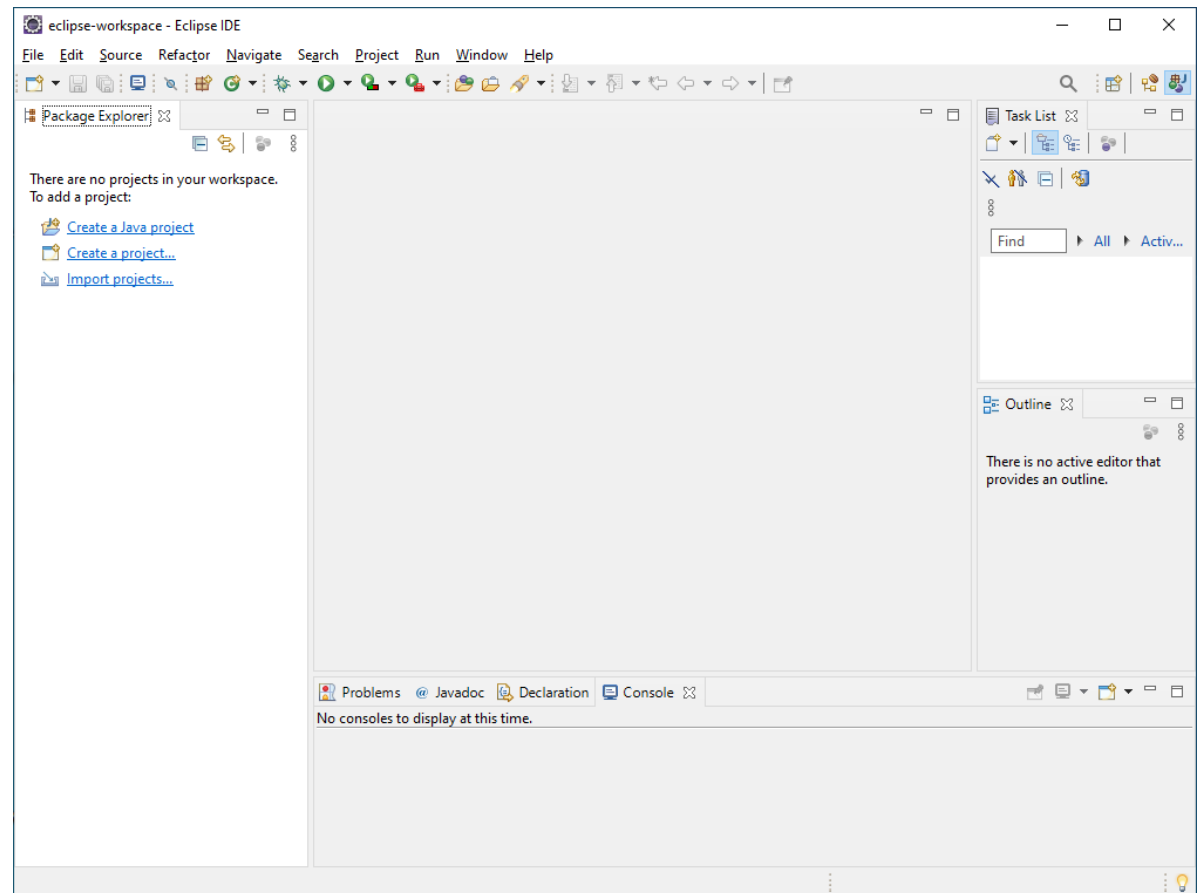 eclipse-workspace - Eclipse IDE
File Edit Source Refactor Navigate Search Project Run Window Help
Package Explorer
There are no projects in your workspace.
To add a project:
Create a Java project
Create a project...
Import projects...
Task List
Find All Activ...
Outline
There is no active editor that
provides an outline.
Problems @ Javadoc Declaration Console
No consoles to display at this time.